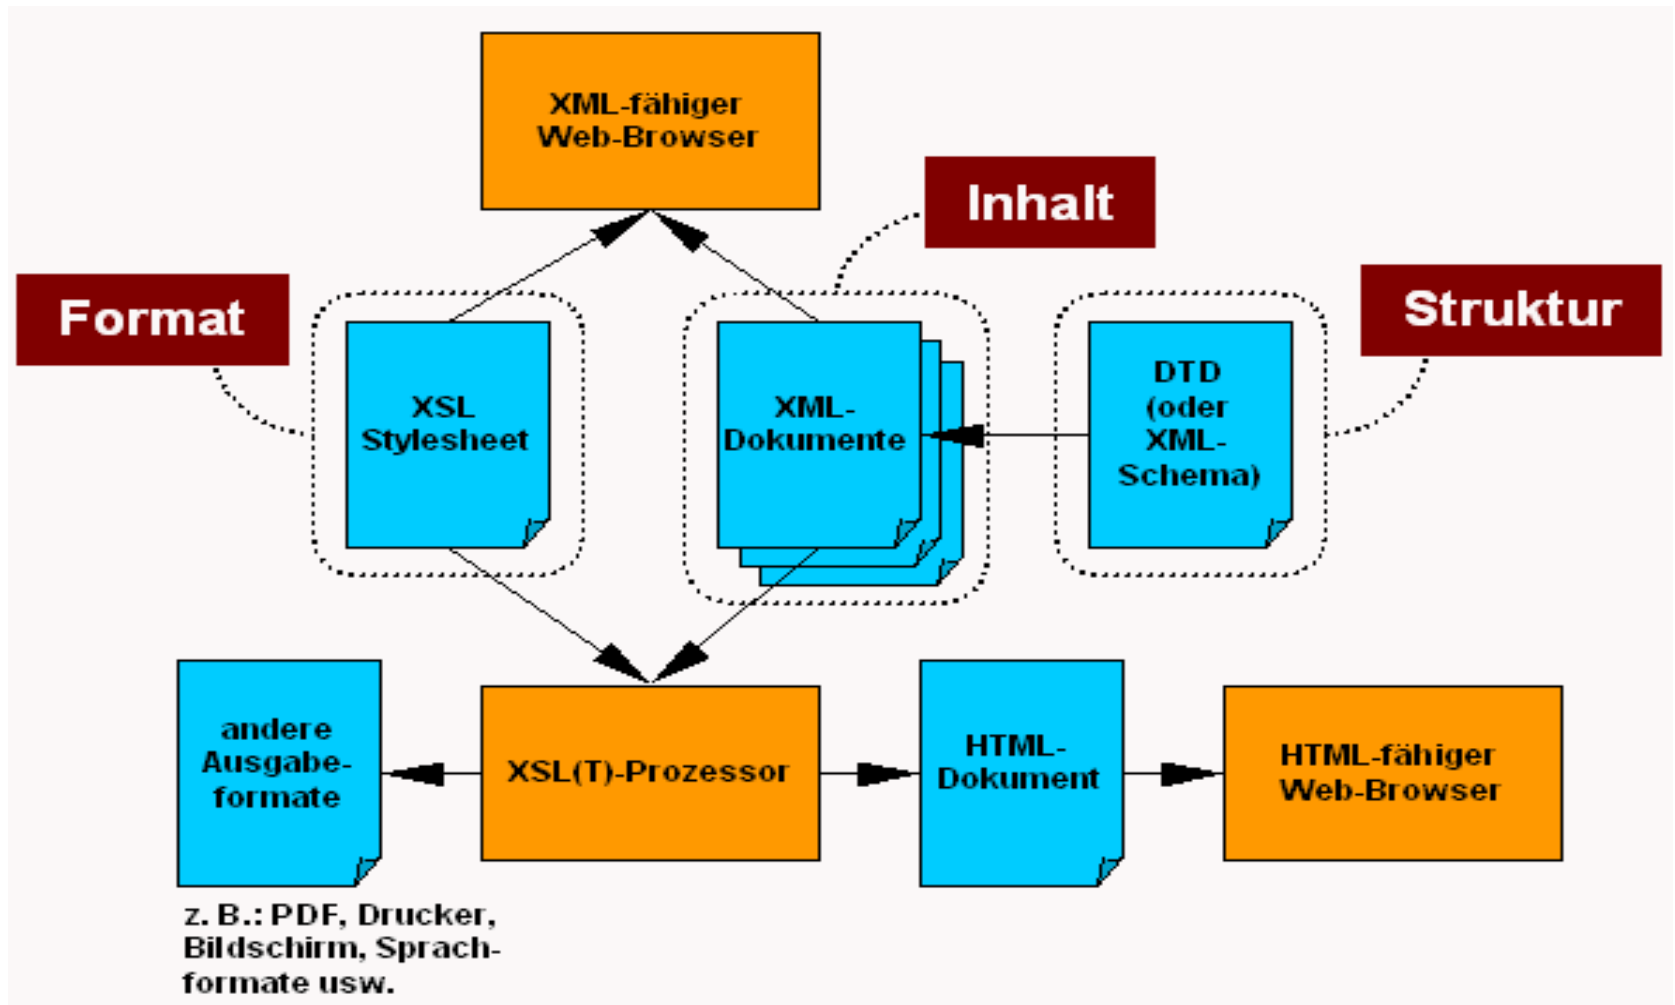 XML-fähiger
Web-Browser
Inhalt
Format
Struktur
XSL
Stylesheet
XML-
Dokumente
DTD
(oder
XML-
Schema)
andere
Ausgabe-
formate
XSL(T)-Prozessor
HTML-
Dokument
HTML-fähiger
Web-Browser
z. B.: PDF, Drucker,
Bildschirm, Sprach-
formate usw.